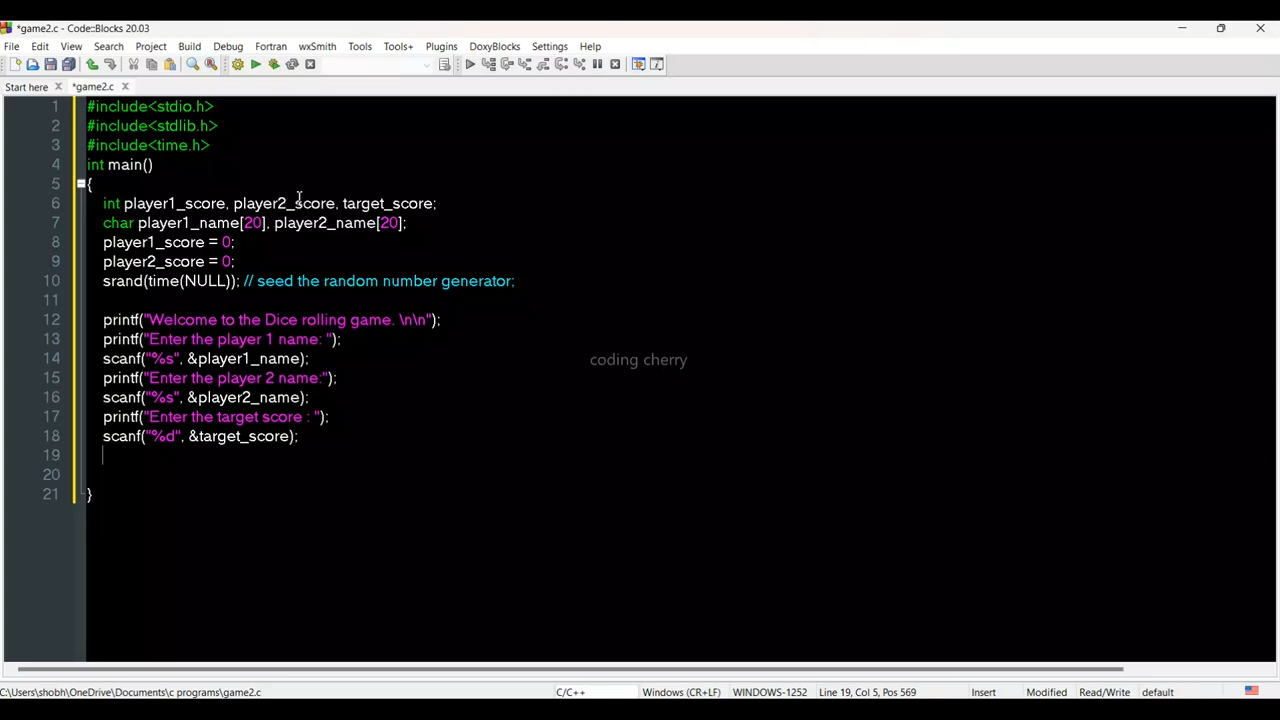 *game2.c - Code::Blocks 20.03
File Edit View Search Project Build Debug Fortran wxSmith Tools Tools+ Plugins DoxyBlocks Settings Help
Start here *game2.c
1 #include<stdio.h>
2 #include<stdlib.h>
3 #include<time.h>
4 int main()
5 {
6 int player1_score, player2_score, target_score;
7 char player1_name[20], player2_name[20];
8 player1_score = 0;
9 player2_score = 0;
10 srand(time(NULL)); // seed the random number generator;
11
12 printf("Welcome to the Dice rolling game. \n\n");
13 printf("Enter the player 1 name: ");
14 scanf("%s", &player1_name);
15 printf("Enter the player 2 name:");
16 scanf("%s", &player2_name);
17 printf("Enter the target score : ");
18 scanf("%d", &target_score);
19
20
21 }
coding cherry
C:\Users\shobh\OneDrive\Documents\c programs\game2.c C/C++ Windows (CR+LF) WINDOWS-1252 Line 19, Col 5, Pos 569 Insert Modified Read/Write default